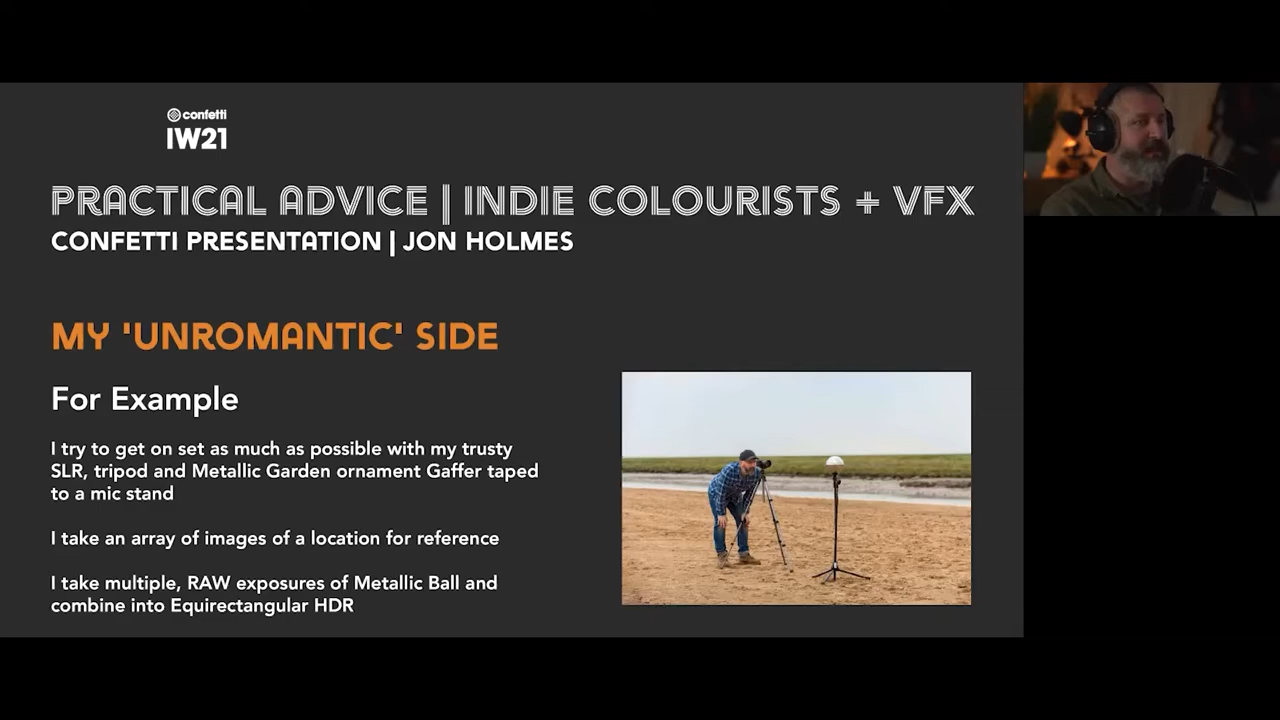 confetti
IW21
PRACTICAL ADVICE | INDIE COLOURISTS + VFX
CONFETTI PRESENTATION | JON HOLMES
MY 'UNROMANTIC' SIDE
For Example
I try to get on set as much as possible with my trusty
SLR, tripod and Metallic Garden ornament Gaffer taped
to a mic stand
I take an array of images of a location for reference
I take multiple, RAW exposures of Metallic Ball and
combine into Equirectangular HDR